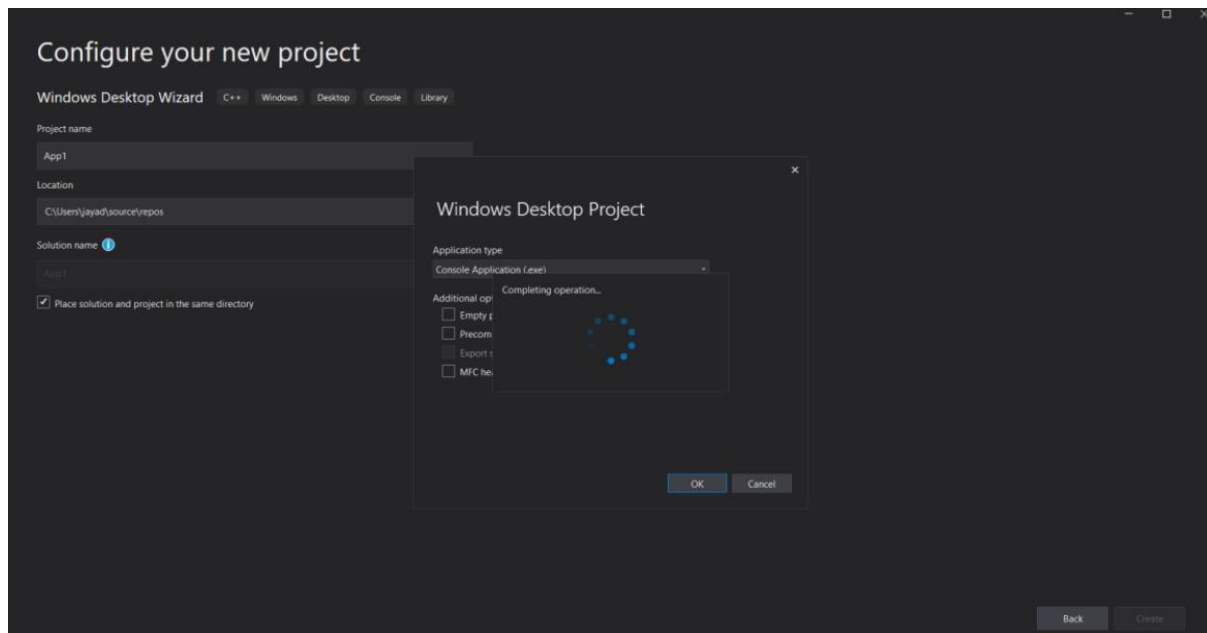 Configure your new project
Windows Desktop Wizard C++ Windows Desktop Console Library
Project name
App1
Location
C:\Users\jayad\source\repos
Solution name
App1
Place solution and project in the same directory
Windows Desktop Project
Application type
Console Application (.exe)
Completing operation...
Additional op
Empty p
Precom
Export s
MFC hea
OK Cancel
Back Create